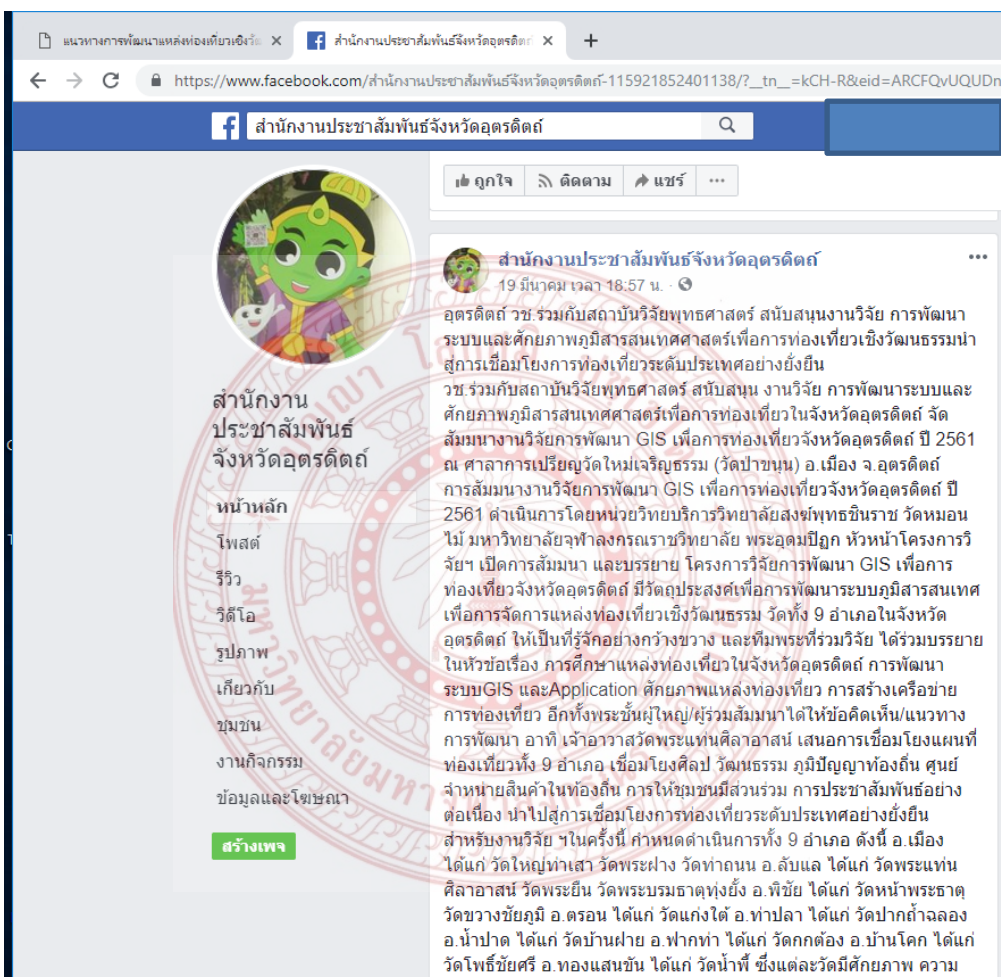 แนวทางการพัฒนาแหล่งท่องเที่ยวเชิงวั
สำนักงานประชาสัมพันธ์จังหวัดอุตรดิต
https://www.facebook.com/สำนักงานประชาสัมพันธ์จังหวัดอุตรดิตถ์-115921852401138/?__tn__=kCH-R&eid=ARCFQvUQUDn
สำนักงานประชาสัมพันธ์จังหวัดอุตรดิตถ์
ถูกใจ ติดตาม แชร์ ...
สำนักงาน
ประชาสัมพันธ์
จังหวัดอุตรดิตถ์
หน้าหลัก
โพสต์
รีวิว
วิดีโอ
รูปภาพ
เกี่ยวกับ
ชุมชน
งานกิจกรรม
ข้อมูลและโฆษณา
สร้างเพจ
สำนักงานประชาสัมพันธ์จังหวัดอุตรดิตถ์
19 มีนาคม เวลา 18:57 น. ·
อุตรดิตถ์ วช.ร่วมกับสถาบันวิจัยพุทธศาสตร์ สนับสนุนงานวิจัย การพัฒนา
ระบบและศักยภาพภูมิสารสนเทศศาสตร์เพื่อการท่องเที่ยวเชิงวัฒนธรรมนำ
สู่การเชื่อมโยงการท่องเที่ยวระดับประเทศอย่างยั่งยืน
วช.ร่วมกับสถาบันวิจัยพุทธศาสตร์ สนับสนุน งานวิจัย การพัฒนาระบบและ
ศักยภาพภูมิสารสนเทศศาสตร์เพื่อการท่องเที่ยวในจังหวัดอุตรดิตถ์ จัด
สัมมนางานวิจัยการพัฒนา GIS เพื่อการท่องเที่ยวจังหวัดอุตรดิตถ์ ปี 2561
ณ ศาลาการเปรียญวัดใหม่เจริญธรรม (วัดป่าขนุน) อ.เมือง จ.อุตรดิตถ์
การสัมมนางานวิจัยการพัฒนา GIS เพื่อการท่องเที่ยวจังหวัดอุตรดิตถ์ ปี
2561 ดำเนินการโดยหน่วยวิทยบริการวิทยาลัยสงฆ์พุทธชินราช วัดหมอน
ไม้ มหาวิทยาลัยจุฬาลงกรณราชวิทยาลัย พระอุดมปิฎก หัวหน้าโครงการวิ
จัยฯ เปิดการสัมมนา และบรรยาย โครงการวิจัยการพัฒนา GIS เพื่อการ
ท่องเที่ยวจังหวัดอุตรดิตถ์ มีวัตถุประสงค์เพื่อการพัฒนาระบบภูมิสารสนเทศ
เพื่อการจัดการแหล่งท่องเที่ยวเชิงวัฒนธรรม วัดทั้ง 9 อำเภอในจังหวัด
อุตรดิตถ์ ให้เป็นที่รู้จักอย่างกว้างขวาง และทีมพระที่ร่วมวิจัย ได้ร่วมบรรยาย
ในหัวข้อเรื่อง การศึกษาแหล่งท่องเที่ยวในจังหวัดอุตรดิตถ์ การพัฒนา
ระบบGIS และApplication ศักยภาพแหล่งท่องเที่ยว การสร้างเครือข่าย
การท่องเที่ยว อีกทั้งพระชั้นผู้ใหญ่/ผู้ร่วมสัมมนาได้ให้ข้อคิดเห็น/แนวทาง
การพัฒนา อาทิ เจ้าอาวาสวัดพระแท่นศิลาอาสน์ เสนอการเชื่อมโยงแผนที่
ท่องเที่ยวทั้ง 9 อำเภอ เชื่อมโยงศิลป วัฒนธรรม ภูมิปัญญาท้องถิ่น ศูนย์
จำหน่ายสินค้าในท้องถิ่น การให้ชุมชนมีส่วนร่วม การประชาสัมพันธ์อย่าง
ต่อเนื่อง นำไปสู่การเชื่อมโยงการท่องเที่ยวระดับประเทศอย่างยั่งยืน
สำหรับงานวิจัย ฯในครั้งนี้ กำหนดดำเนินการทั้ง 9 อำเภอ ดังนี้ อ.เมือง
ได้แก่ วัดใหญ่ท่าเสา วัดพระฝาง วัดท่าถนน อ.ลับแล ได้แก่ วัดพระแท่น
ศิลาอาสน์ วัดพระยืน วัดพระบรมธาตุทุ่งยั้ง อ.พิชัย ได้แก่ วัดหน้าพระธาตุ
วัดขวางชัยภูมิ อ.ตรอน ได้แก่ วัดแก่งใต้ อ.ท่าปลา ได้แก่ วัดปากถ้ำฉลอง
อ.น้ำปาด ได้แก่ วัดบ้านฝาย อ.ฟากท่า ได้แก่ วัดกกต้อง อ.บ้านโคก ได้แก่
วัดโพธิ์ชัยศรี อ.ทองแสนขัน ได้แก่ วัดน้ำพี้ ซึ่งแต่ละวัดมีศักยภาพ ความ